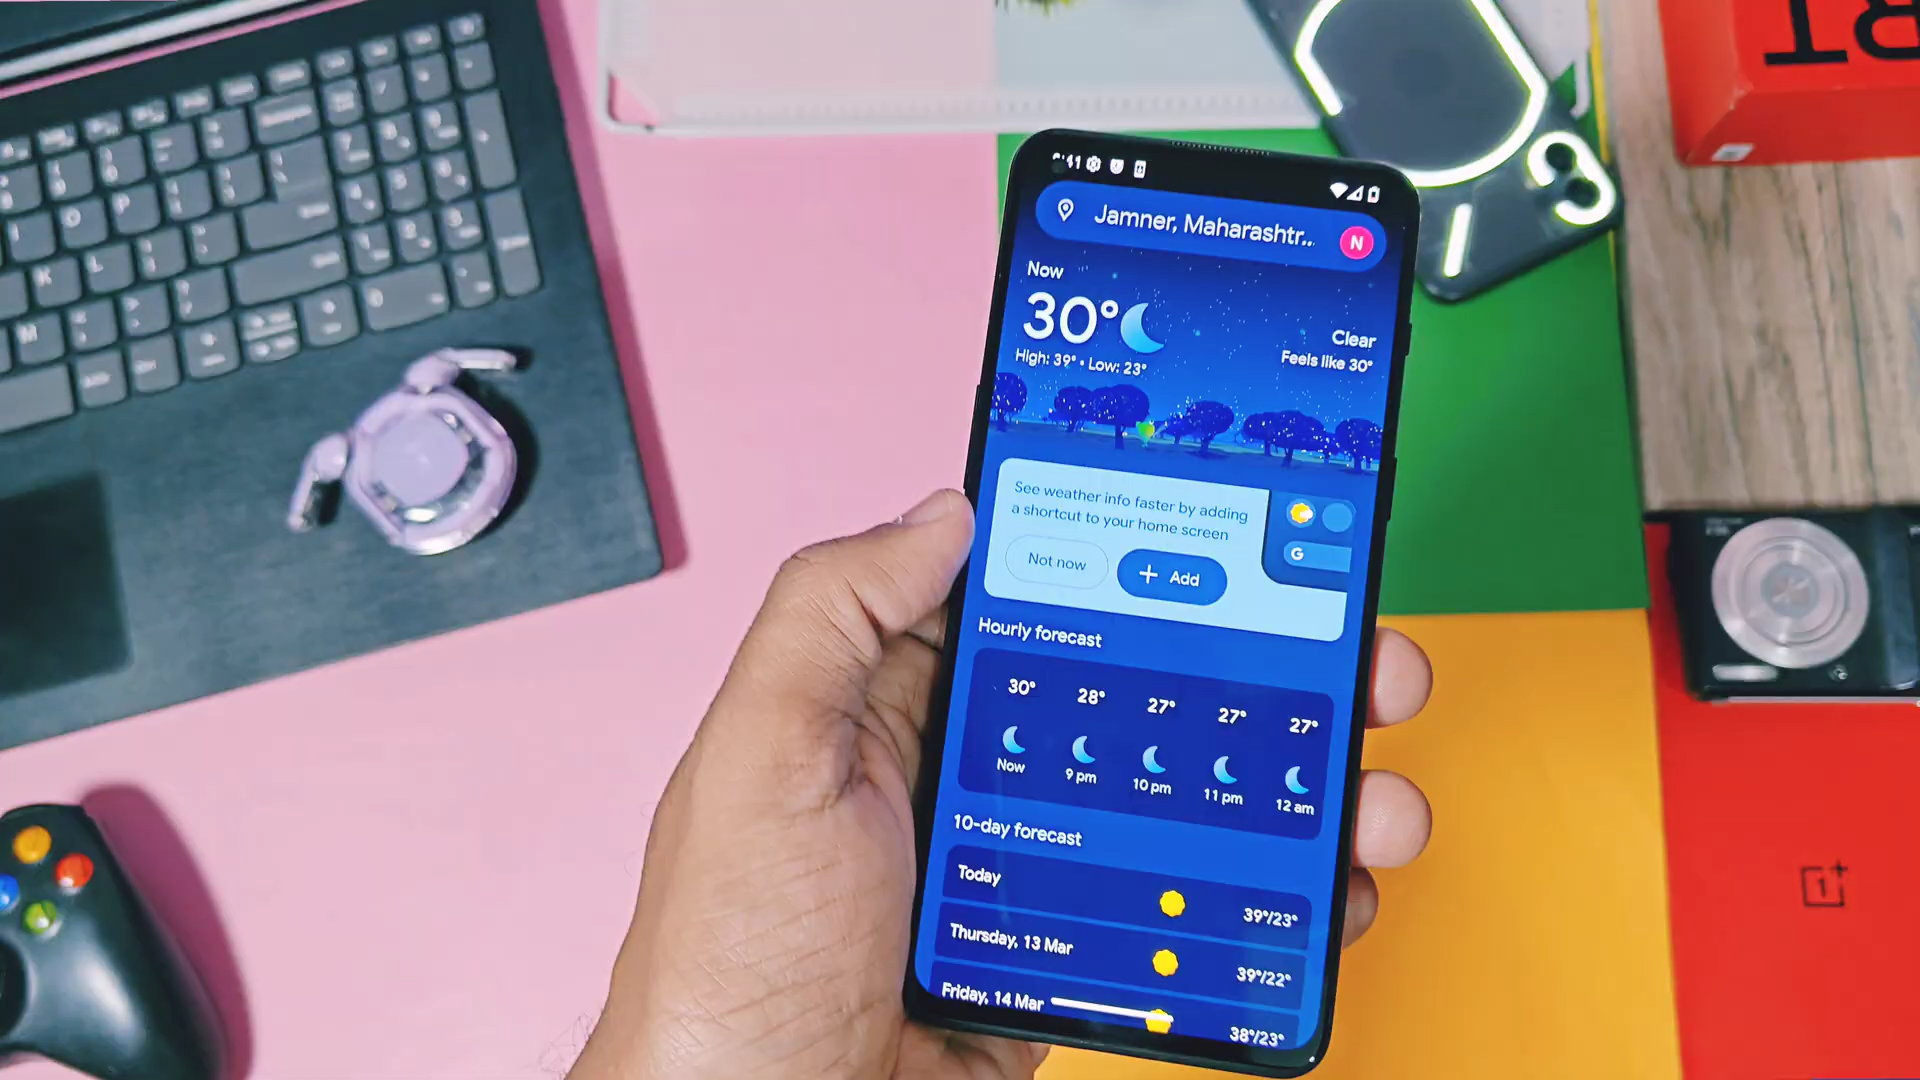 Jamner, Maharashtr..
N
Now
30°
High: 39° • Low: 23°
Clear
Feels like 30°
See weather info faster by adding
a shortcut to your home screen
Not now
+ Add
G
Hourly forecast
30° 28° 27° 27° 27°
Now 9 pm 10 pm 11 pm 12 am
10-day forecast
Today 39°/23°
Thursday, 13 Mar 39°/22°
Friday, 14 Mar 38°/23°
O
P
K
L
M
1+